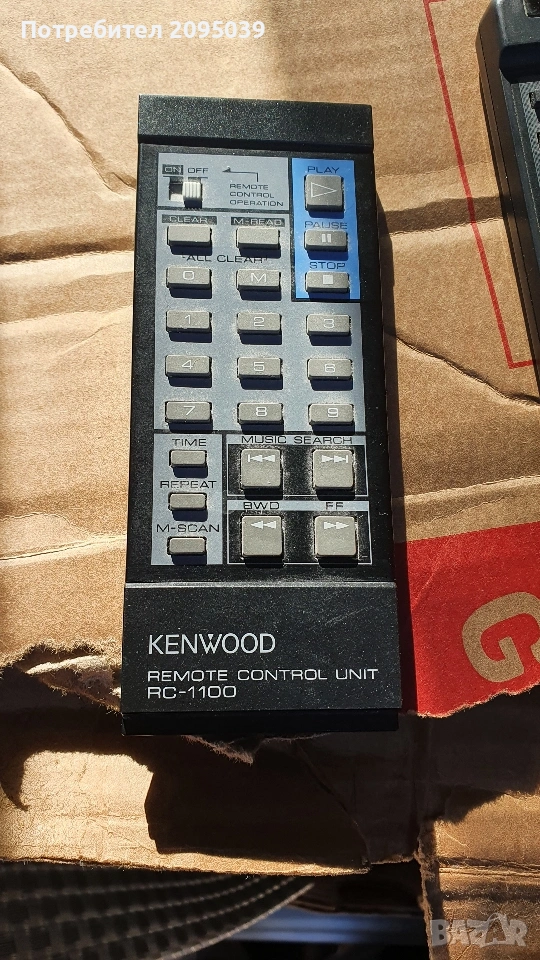 Потребител 2095039
ON OFF
REMOTE
CONTROL
OPERATION
PLAY
CLEAR M-READ
PAUSE
"ALL CLEAR"
STOP
0 M
1 2 3
4 5 6
7 8 9
TIME MUSIC SEARCH
REPEAT
BWD FF
M-SCAN
KENWOOD
REMOTE CONTROL UNIT
RC-1100
G
BAZAR